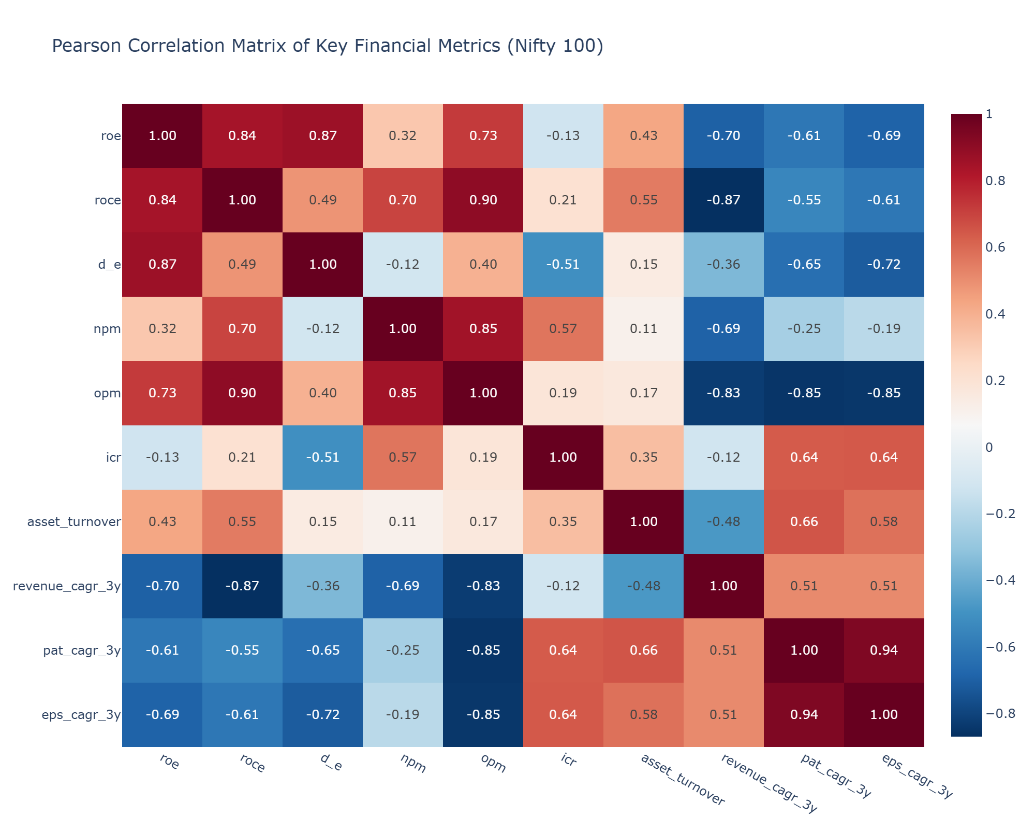 Pearson Correlation Matrix of Key Financial Metrics (Nifty 100)
roe 1.00 0.84 0.87 0.32 0.73 -0.13 0.43 -0.70 -0.61 -0.69
roce 0.84 1.00 0.49 0.70 0.90 0.21 0.55 -0.87 -0.55 -0.61
d_e 0.87 0.49 1.00 -0.12 0.40 -0.51 0.15 -0.36 -0.65 -0.72
npm 0.32 0.70 -0.12 1.00 0.85 0.57 0.11 -0.69 -0.25 -0.19
opm 0.73 0.90 0.40 0.85 1.00 0.19 0.17 -0.83 -0.85 -0.85
icr -0.13 0.21 -0.51 0.57 0.19 1.00 0.35 -0.12 0.64 0.64
asset_turnover 0.43 0.55 0.15 0.11 0.17 0.35 1.00 -0.48 0.66 0.58
revenue_cagr_3y -0.70 -0.87 -0.36 -0.69 -0.83 -0.12 -0.48 1.00 0.51 0.51
pat_cagr_3y -0.61 -0.55 -0.65 -0.25 -0.85 0.64 0.66 0.51 1.00 0.94
eps_cagr_3y -0.69 -0.61 -0.72 -0.19 -0.85 0.64 0.58 0.51 0.94 1.00
roe roce d_e npm opm icr asset_turnover revenue_cagr_3y pat_cagr_3y eps_cagr_3y
1
0.8
0.6
0.4
0.2
0
−0.2
−0.4
−0.6
−0.8